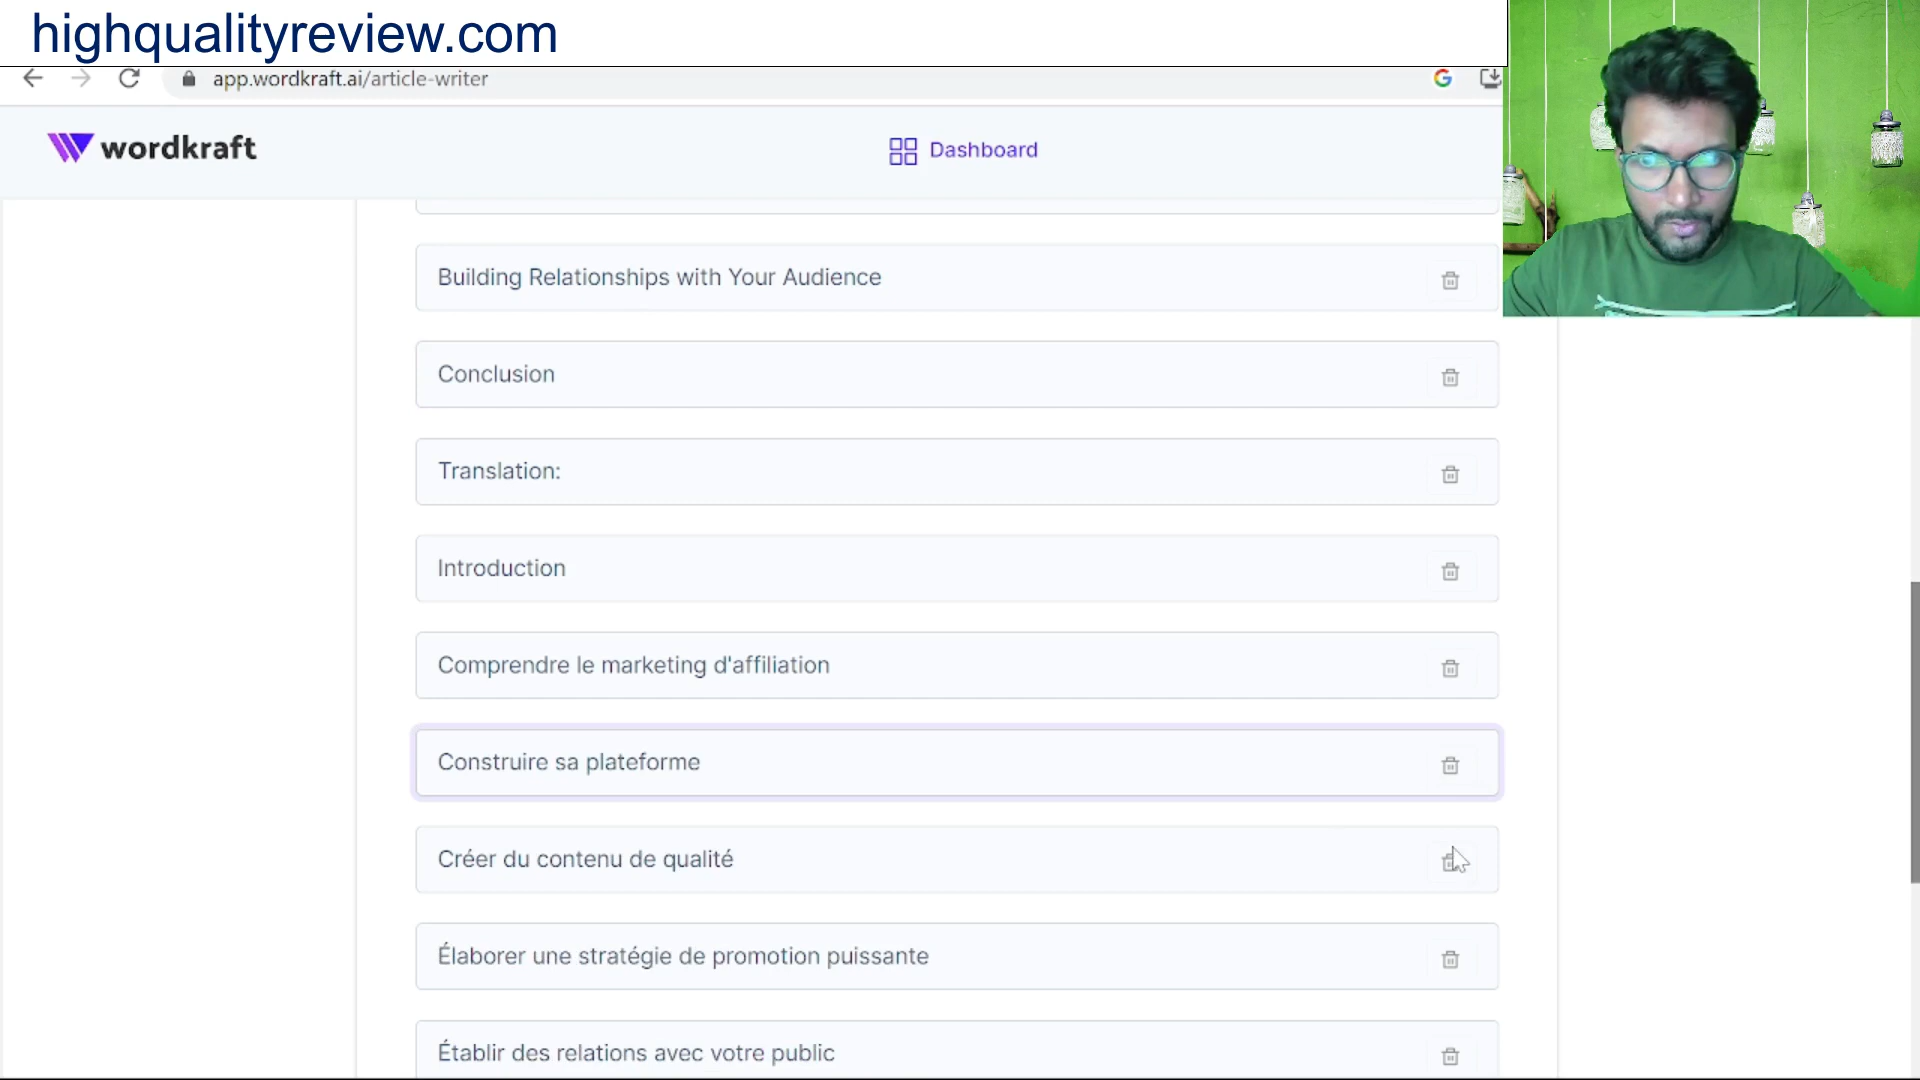 highqualityreview.com
app.wordkraft.ai/article-writer
wordkraft
Dashboard
Building Relationships with Your Audience
Conclusion
Translation:
Introduction
Comprendre le marketing d'affiliation
Construire sa plateforme
Créer du contenu de qualité
Élaborer une stratégie de promotion puissante
Établir des relations avec votre public